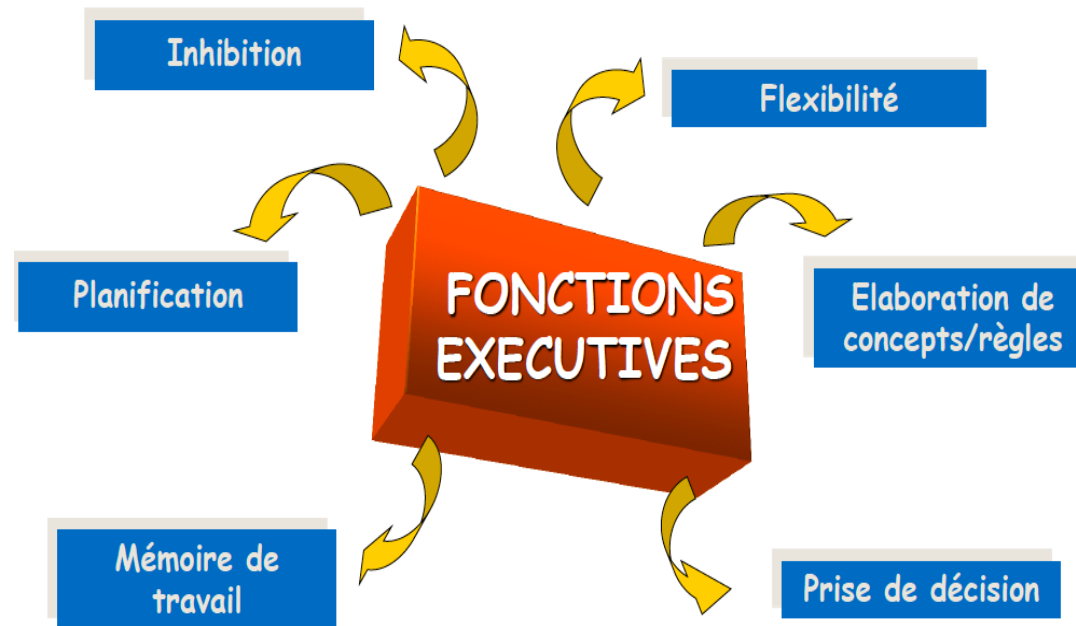 Inhibition
Flexibilité
Planification
FONCTIONS
EXECUTIVES
Elaboration de
concepts/règles
Mémoire de
travail
Prise de décision